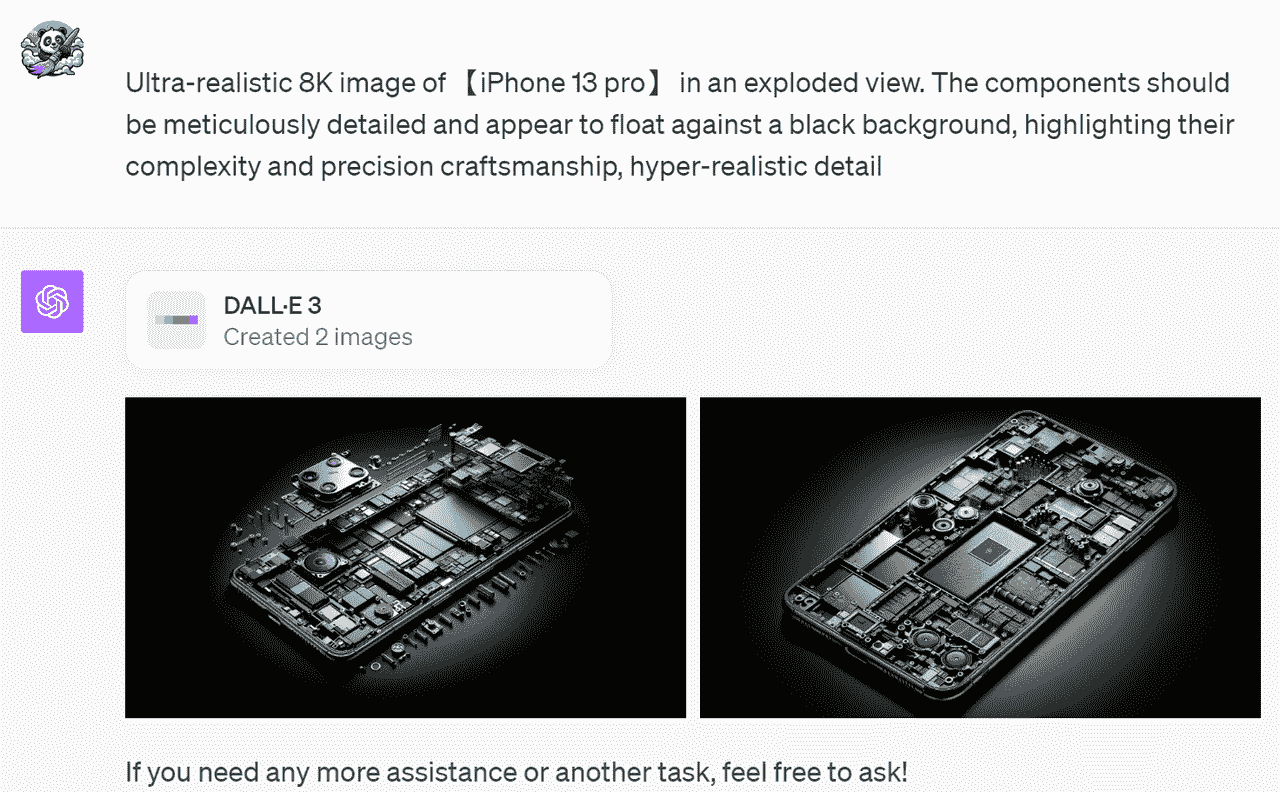 Ultra-realistic 8K image of 【iPhone 13 pro】 in an exploded view. The components should
be meticulously detailed and appear to float against a black background, highlighting their
complexity and precision craftsmanship, hyper-realistic detail
DALL·E 3
Created 2 images
If you need any more assistance or another task, feel free to ask!